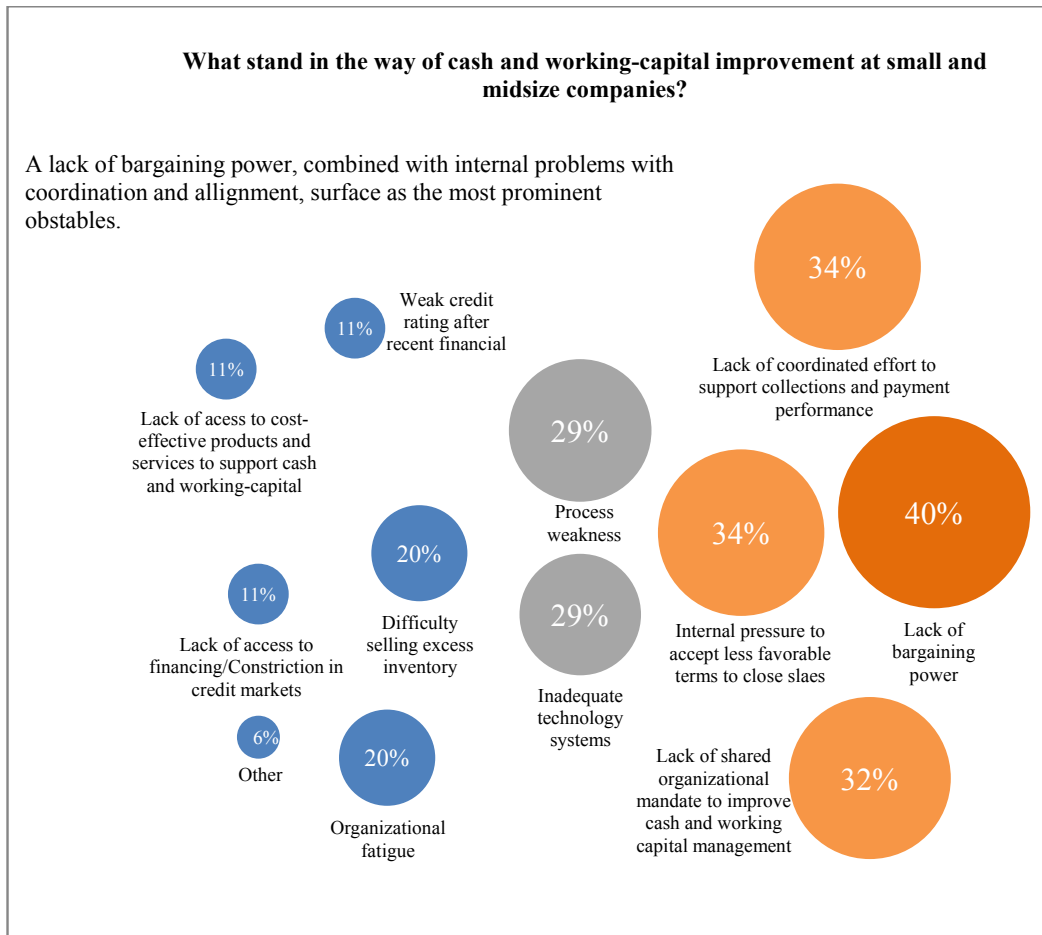 What stand in the way of cash and working-capital improvement at small and
midsize companies?
A lack of bargaining power, combined with internal problems with
coordination and allignment, surface as the most prominent
obstables.
34%
Lack of coordinated effort to
support collections and payment
performance
11%
Weak credit
rating after
recent financial
11%
Lack of acess to cost-
effective products and
services to support cash
and working-capital
29%
Process
weakness
34%
Internal pressure to
accept less favorable
terms to close slaes
40%
Lack of
bargaining
power
20%
Difficulty
selling excess
inventory
11%
Lack of access to
financing/Constriction in
credit markets
29%
Inadequate
technology
systems
6%
Other
20%
Organizational
fatigue
Lack of shared
organizational
mandate to improve
cash and working
capital management
32%